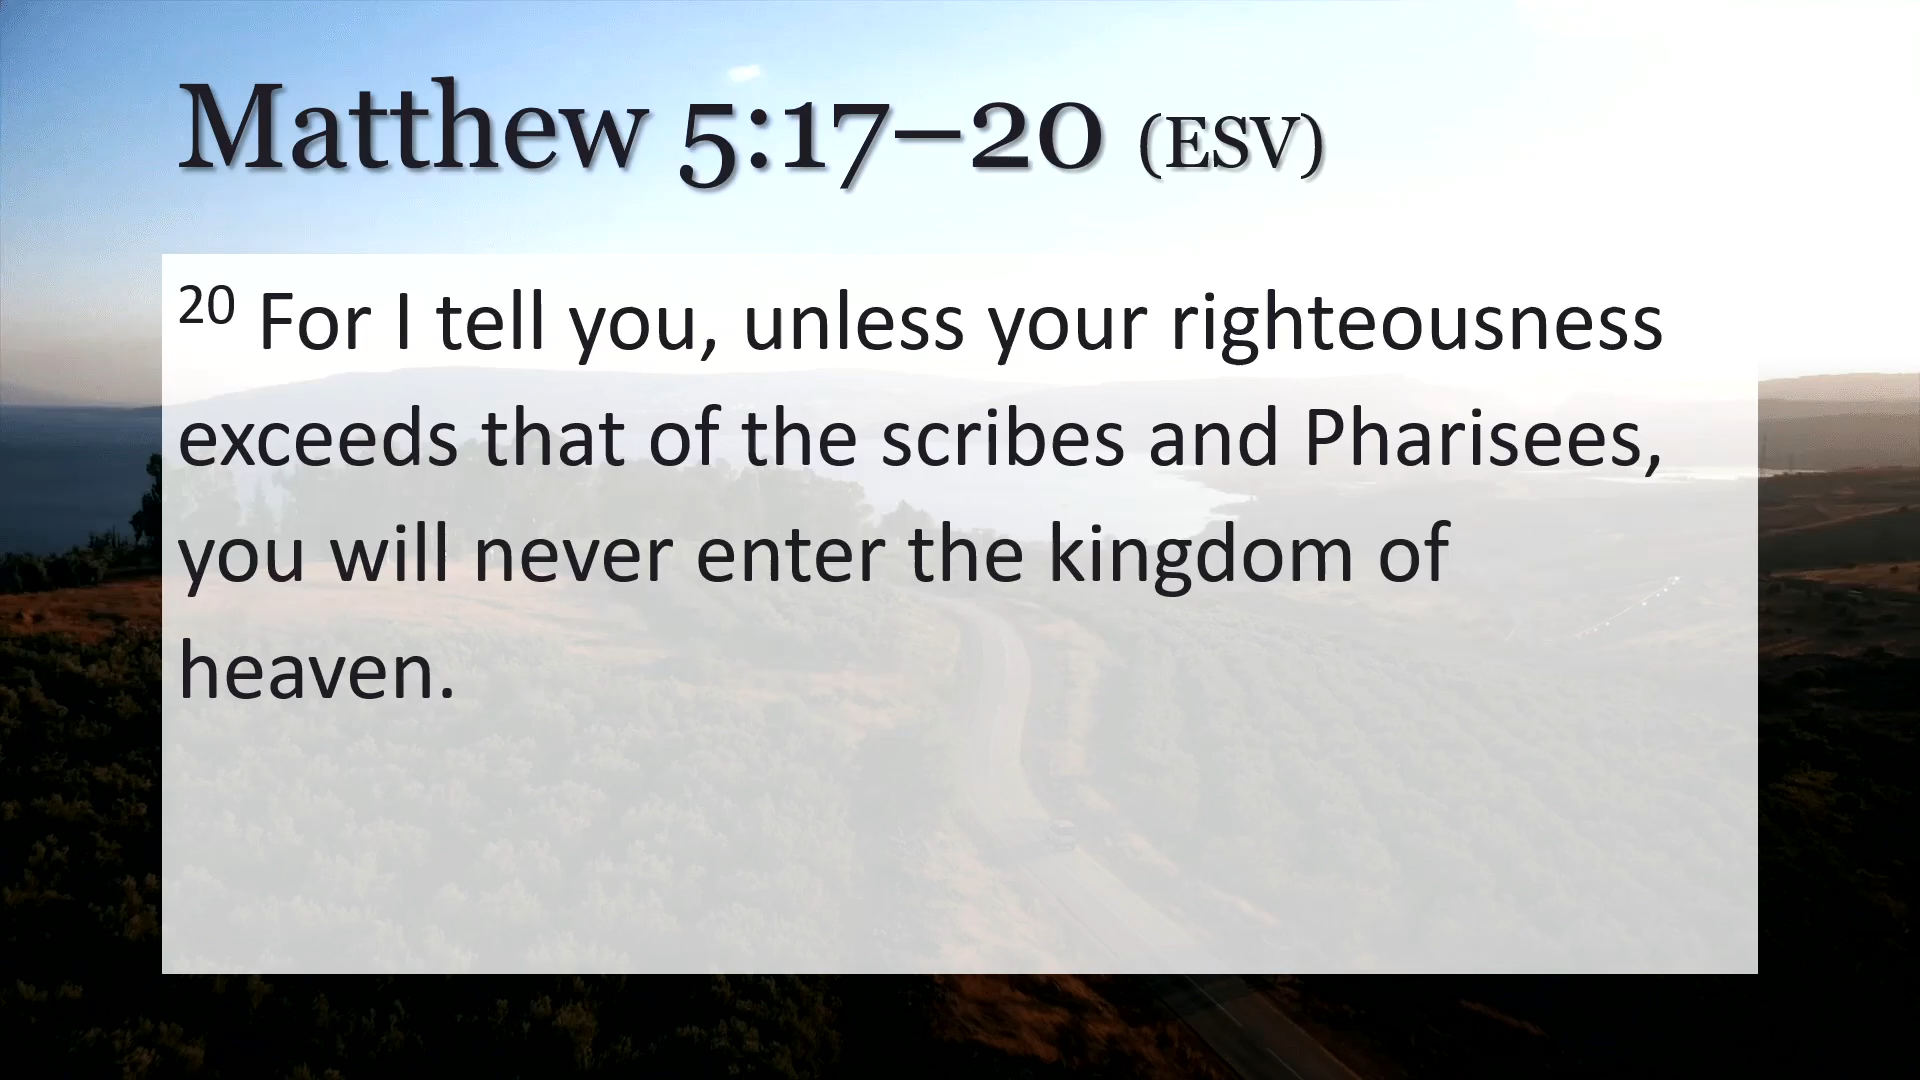 Matthew 5:17–20 (ESV)
20 For I tell you, unless your righteousness
exceeds that of the scribes and Pharisees,
you will never enter the kingdom of
heaven.